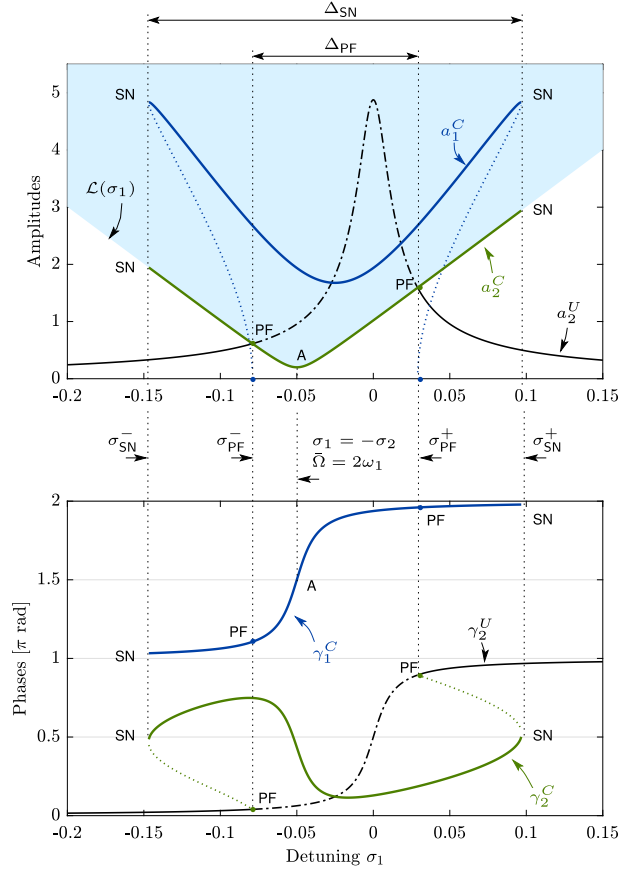 Δ_SN
Δ_PF
5
4
3
2
1
0
Amplitudes
SN
SN
a_1^C
𝓛(σ_1)
SN
SN
PF
a_2^C
a_2^U
PF
A
-0.2
-0.15
-0.1
-0.05
0
0.05
0.1
0.15
σ_SN^-
σ_PF^-
σ_1 = −σ_2
Ω̄ = 2ω_1
σ_PF^+
σ_SN^+
2
1.5
1
0.5
0
Phases [π rad]
PF
SN
A
PF
γ_1^C
SN
γ_2^U
PF
SN
SN
PF
γ_2^C
-0.2
-0.15
-0.1
-0.05
0
0.05
0.1
0.15
Detuning σ_1